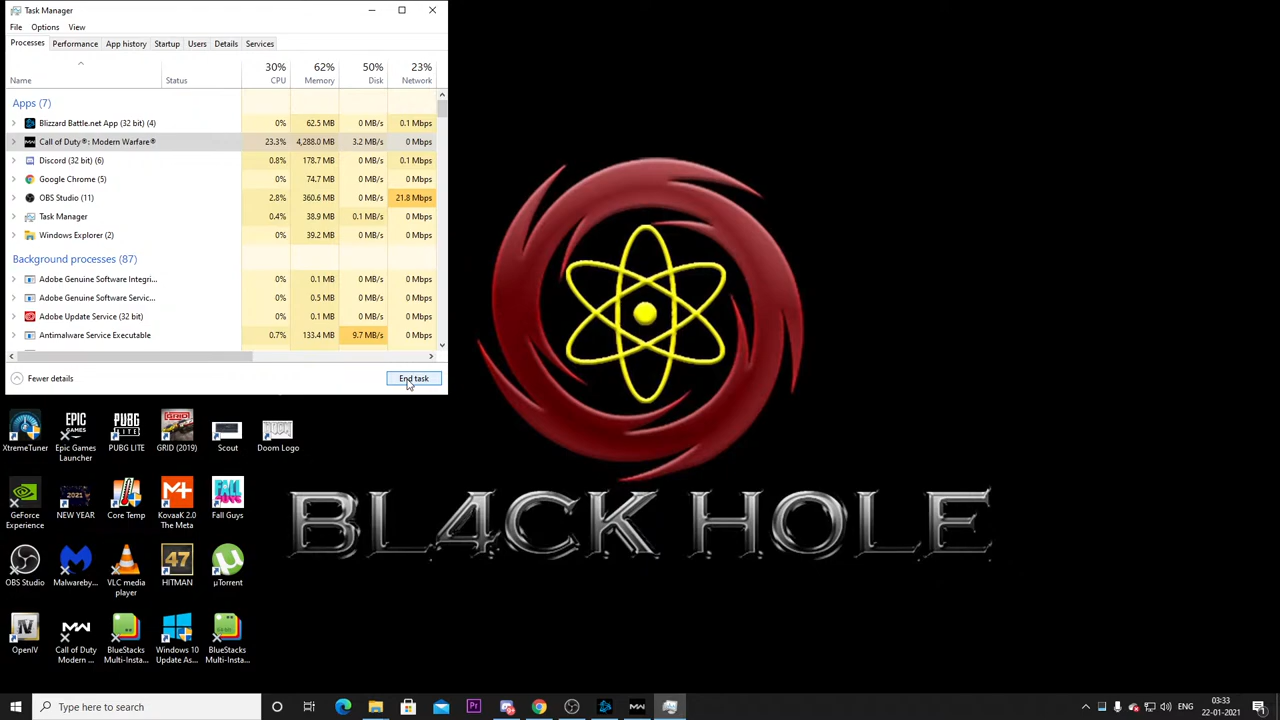 Task Manager
File Options View
Processes Performance App history Startup Users Details Services
30% 62% 50% 23%
Name Status CPU Memory Disk Network
Apps (7)
Blizzard Battle.net App (32 bit) (4) 0% 62.5 MB 0 MB/s 0.1 Mbps
Call of Duty®: Modern Warfare® 23.3% 4,288.0 MB 3.2 MB/s 0 Mbps
Discord (32 bit) (6) 0.8% 178.7 MB 0 MB/s 0.1 Mbps
Google Chrome (5) 0% 74.7 MB 0 MB/s 0 Mbps
OBS Studio (11) 2.8% 360.6 MB 0 MB/s 21.8 Mbps
Task Manager 0.4% 38.9 MB 0.1 MB/s 0 Mbps
Windows Explorer (2) 0% 39.2 MB 0 MB/s 0 Mbps
Background processes (87)
Adobe Genuine Software Integri... 0% 0.1 MB 0 MB/s 0 Mbps
Adobe Genuine Software Servic... 0% 0.5 MB 0 MB/s 0 Mbps
Adobe Update Service (32 bit) 0% 0.1 MB 0 MB/s 0 Mbps
Antimalware Service Executable 0.7% 133.4 MB 9.7 MB/s 0 Mbps
Fewer details End task
XtremeTuner Epic Games Launcher PUBG LITE GRID (2019) Scout Doom Logo
GeForce Experience NEW YEAR Core Temp KovaaK 2.0 The Meta Fall Guys
OBS Studio Malwareby... VLC media player HITMAN µTorrent
OpenIV Call of Duty Modern ... BlueStacks Multi-Insta... Windows 10 Update As... BlueStacks Multi-Insta...
BL4CK HOLE
Type here to search
ENG 03:33
22-01-2021